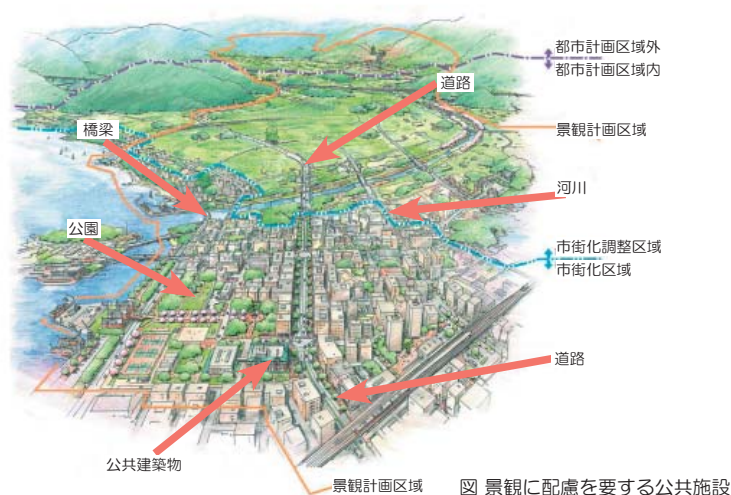 都市計画区域外
都市計画区域内
道路
橋梁
景観計画区域
河川
公園
市街化調整区域
市街化区域
道路
公共建築物
景観計画区域
図 景観に配慮を要する公共施設